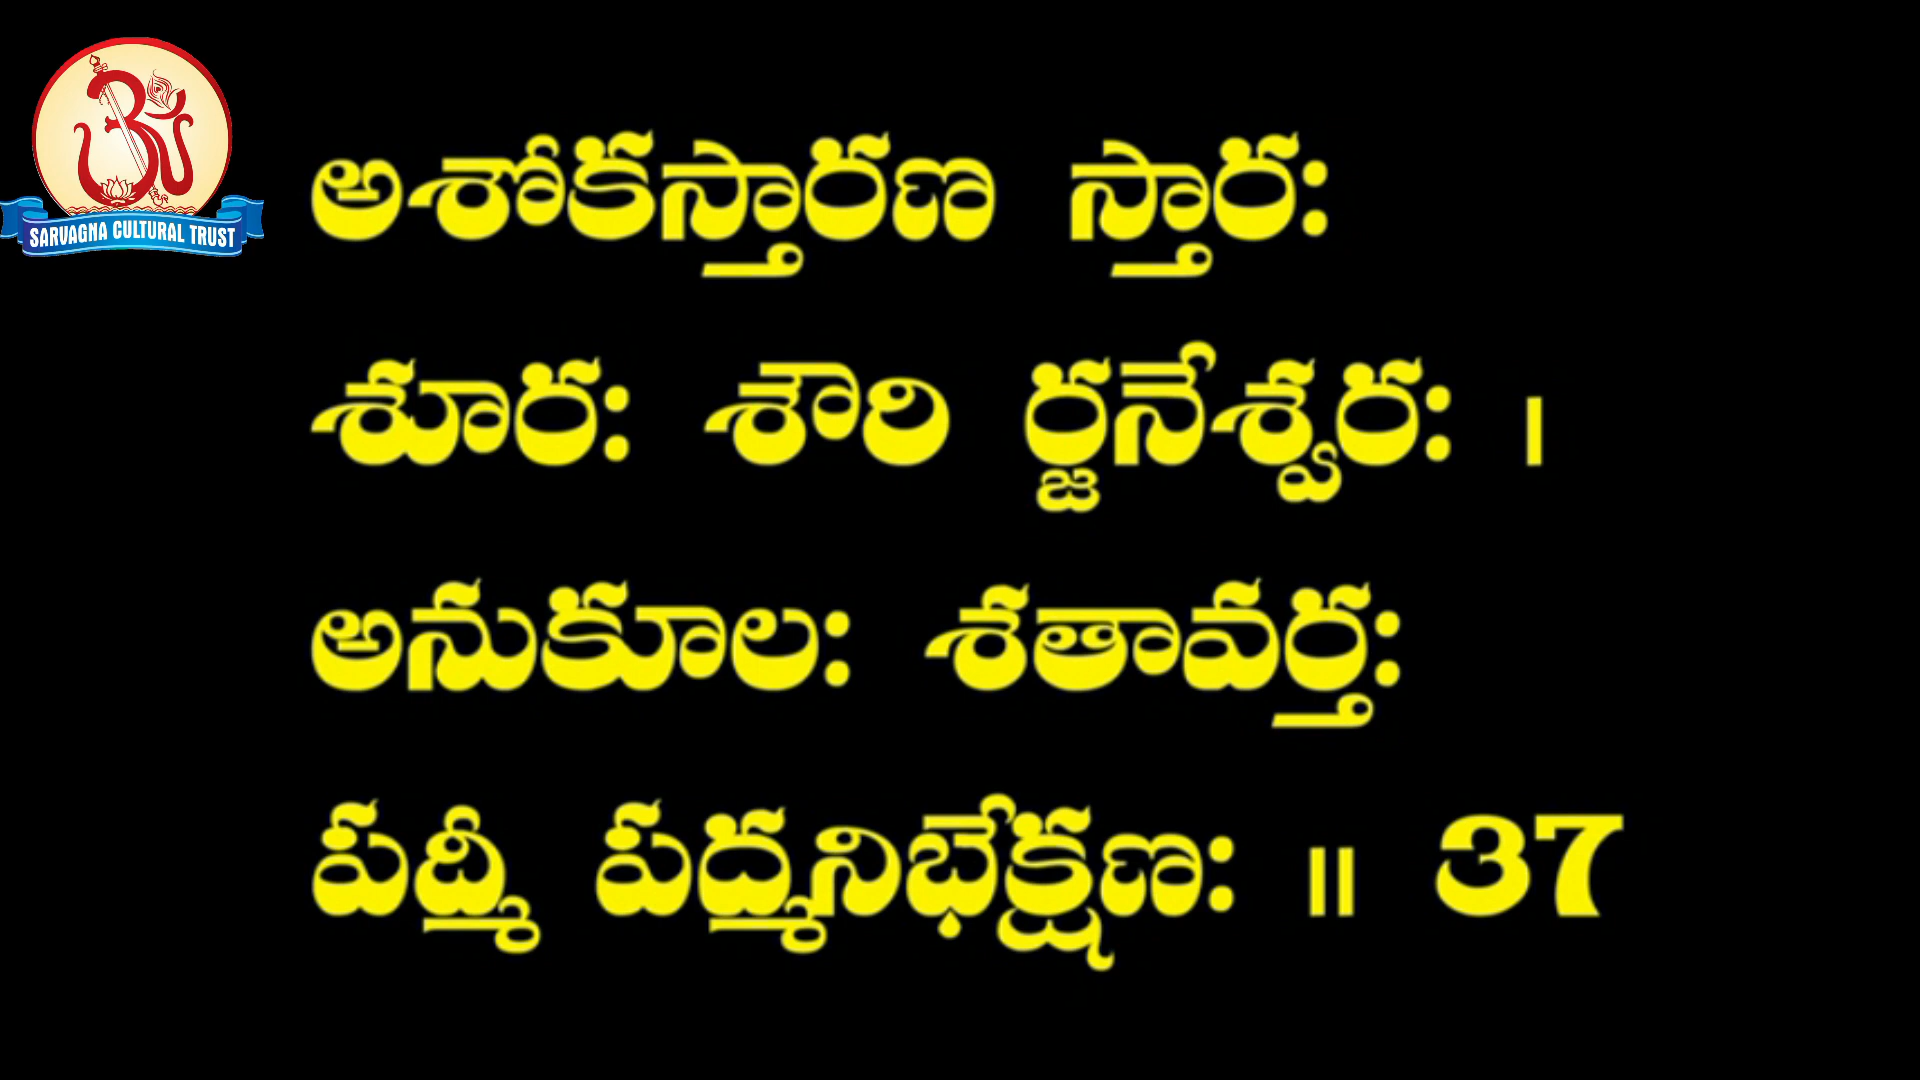 SARVAGNA CULTURAL TRUST
అశోకస్తారణ స్తార:
శూర: శౌరి ర్జనేశ్వర: ।
అనుకూల: శతావర్త:
పద్మీ పద్మనిభేక్షణ: ॥ 37